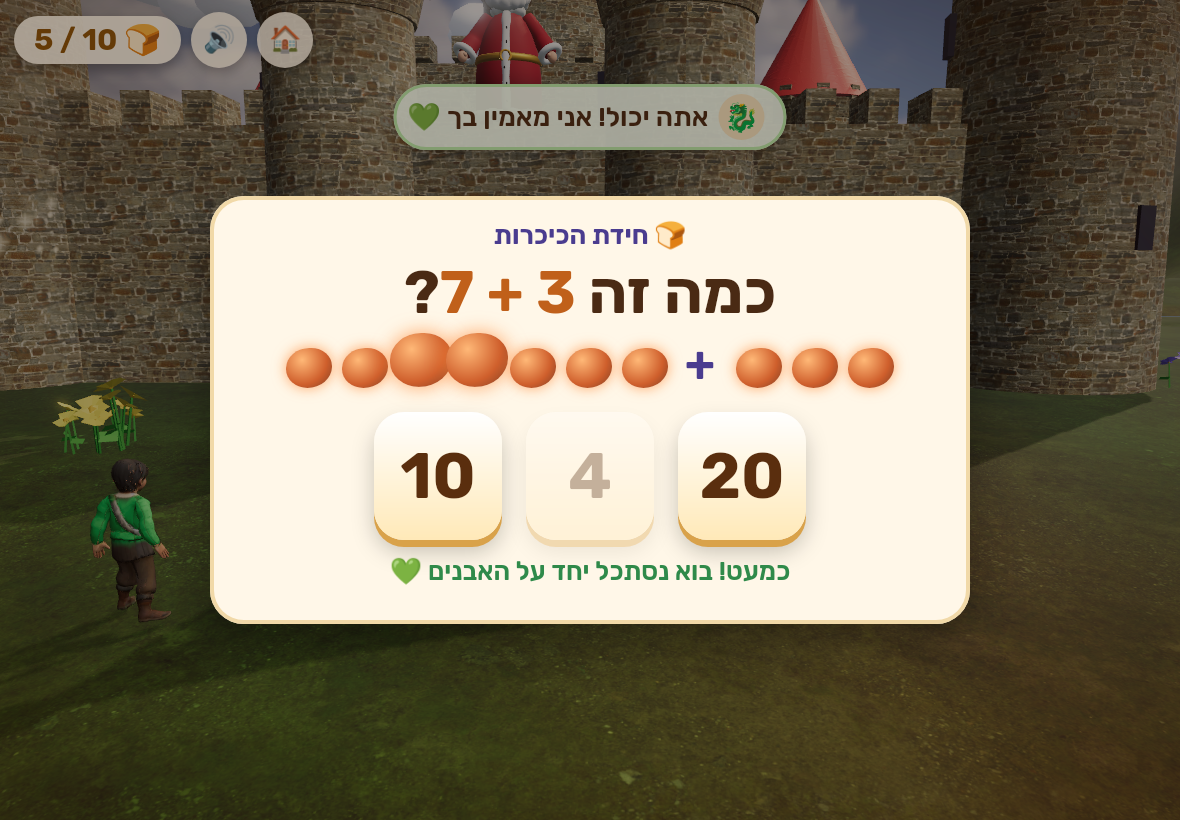 5 / 10
אתה יכול! אני מאמין בך
חידת הכיכרות
כמה זה 7 + 3?
+
10 4 20
כמעט! בוא נסתכל יחד על האבנים